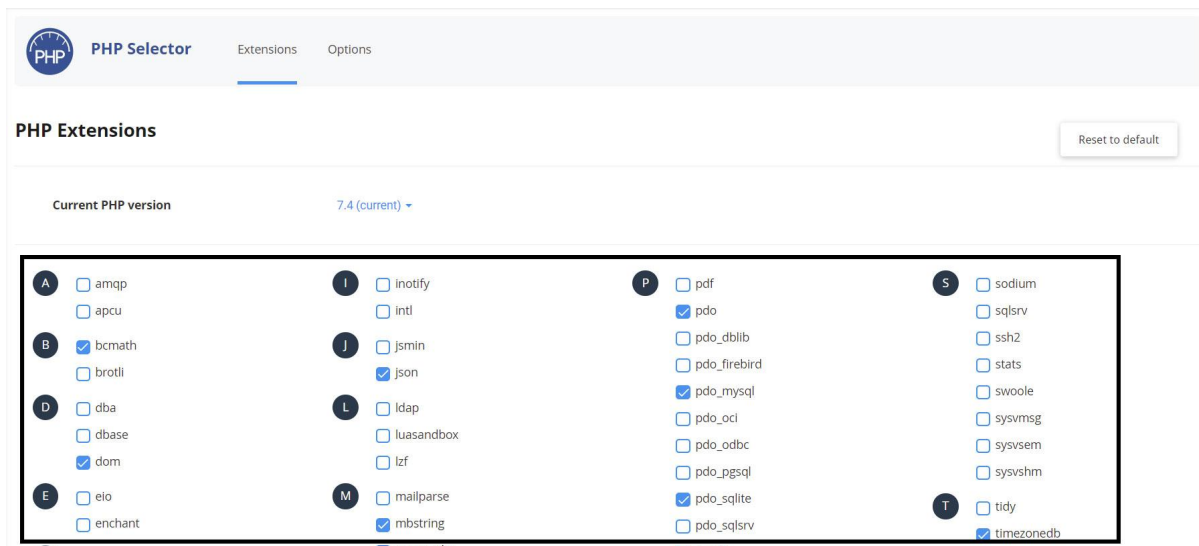 PHP
PHP Selector
Extensions
Options
PHP Extensions
Reset to default
Current PHP version
7.4 (current)
A
amqp
apcu
B
bcmath
brotli
D
dba
dbase
dom
E
eio
enchant
I
inotify
intl
J
jsmin
json
L
ldap
luasandbox
lzf
M
mailparse
mbstring
P
pdf
pdo
pdo_dblib
pdo_firebird
pdo_mysql
pdo_oci
pdo_odbc
pdo_pgsql
pdo_sqlite
pdo_sqlsrv
S
sodium
sqlsrv
ssh2
stats
swoole
sysvmsg
sysvsem
sysvshm
T
tidy
timezonedb